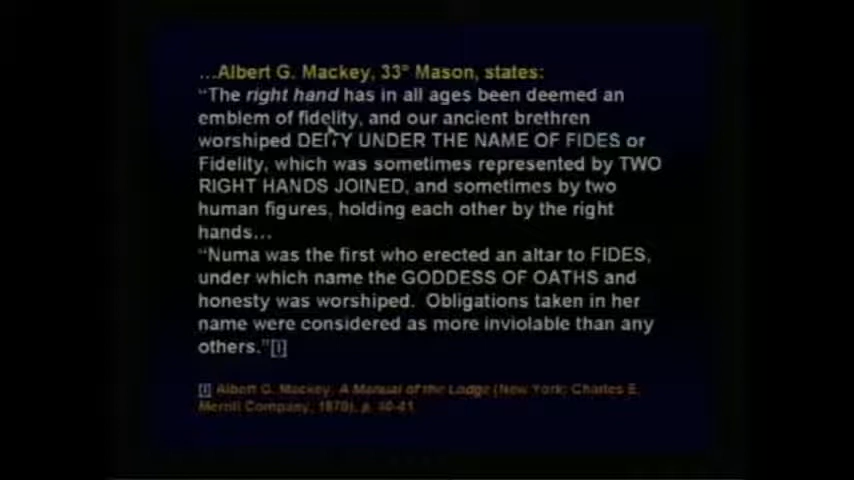 ...Albert G. Mackey, 33° Mason, states:
“The right hand has in all ages been deemed an
emblem of fidelity, and our ancient brethren
worshiped DEITY UNDER THE NAME OF FIDES or
Fidelity, which was sometimes represented by TWO
RIGHT HANDS JOINED, and sometimes by two
human figures, holding each other by the right
hands...
“Numa was the first who erected an altar to FIDES,
under which name the GODDESS OF OATHS and
honesty was worshiped. Obligations taken in her
name were considered as more inviolable than any
others.”[i]
[i] Albert G. Mackey, A Manual of the Lodge (New York: Charles E.
Merrill Company, 1870), p. 40-41